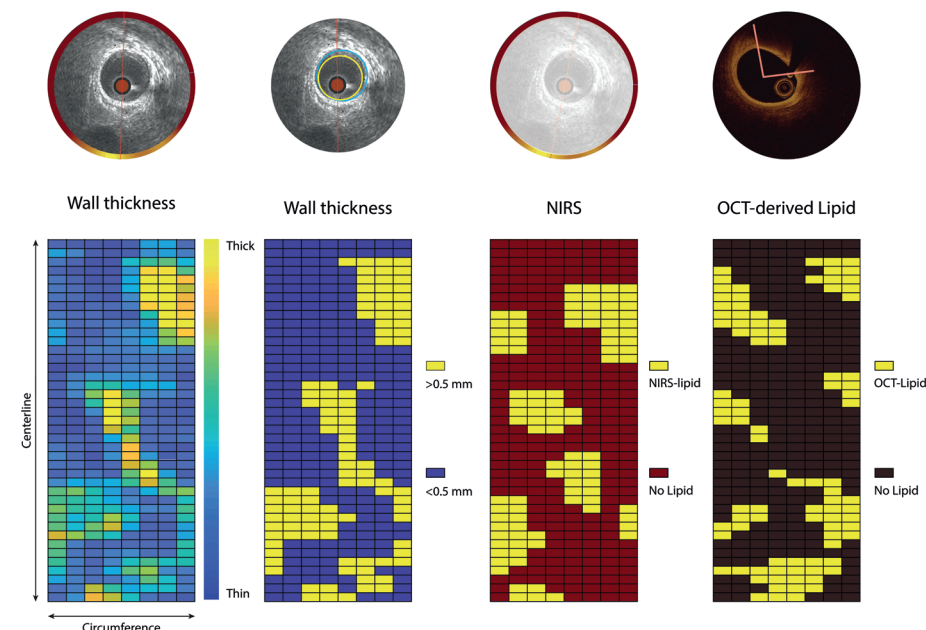 Wall thickness
Wall thickness
NIRS
OCT-derived Lipid
Thick
Centerline
>0.5 mm
NIRS-lipid
OCT-Lipid
<0.5 mm
No Lipid
No Lipid
Thin
Circumference